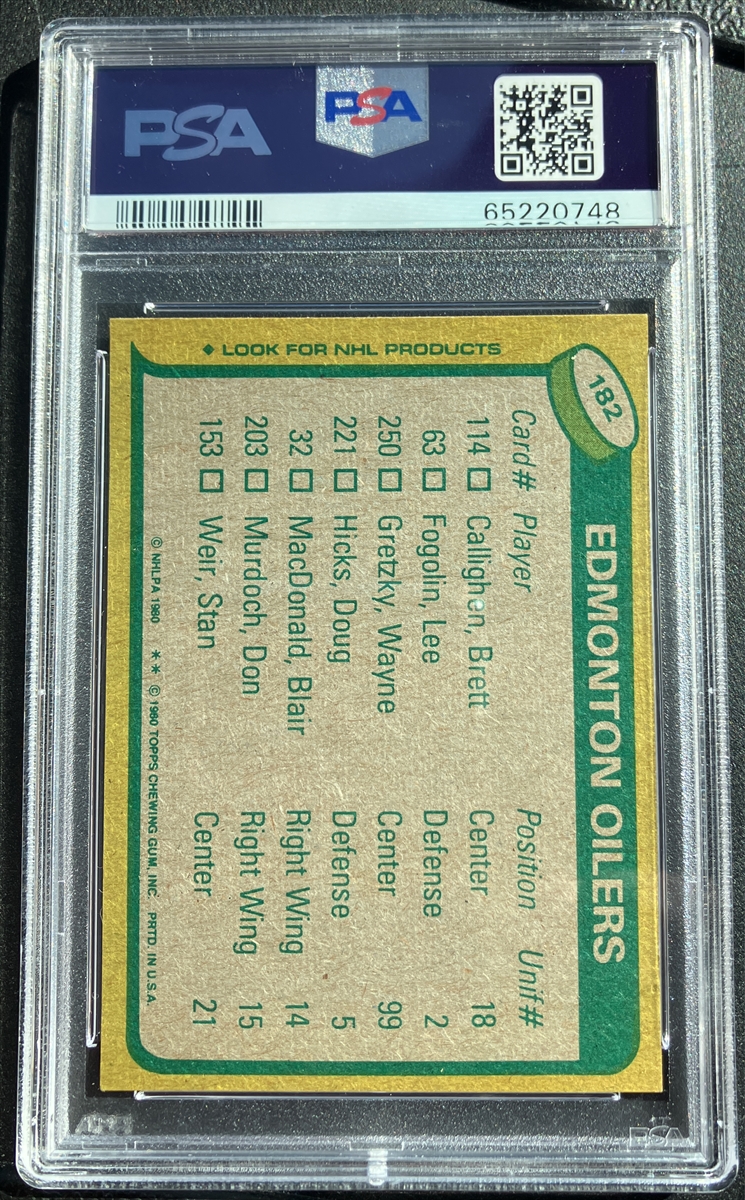 PSA
PSA
65220748
◆ LOOK FOR NHL PRODUCTS
182
EDMONTON OILERS
Card# Player Position Unif#
114 □ Callighen, Brett Center 18
63 □ Fogolin, Lee Defense 2
250 □ Gretzky, Wayne Center 99
221 □ Hicks, Doug Defense 5
32 □ MacDonald, Blair Right Wing 14
203 □ Murdoch, Don Right Wing 15
153 □ Weir, Stan Center 21
© NHLPA 1980 * * © 1980 TOPPS CHEWING GUM, INC. PRTD. IN U.S.A.
PSA